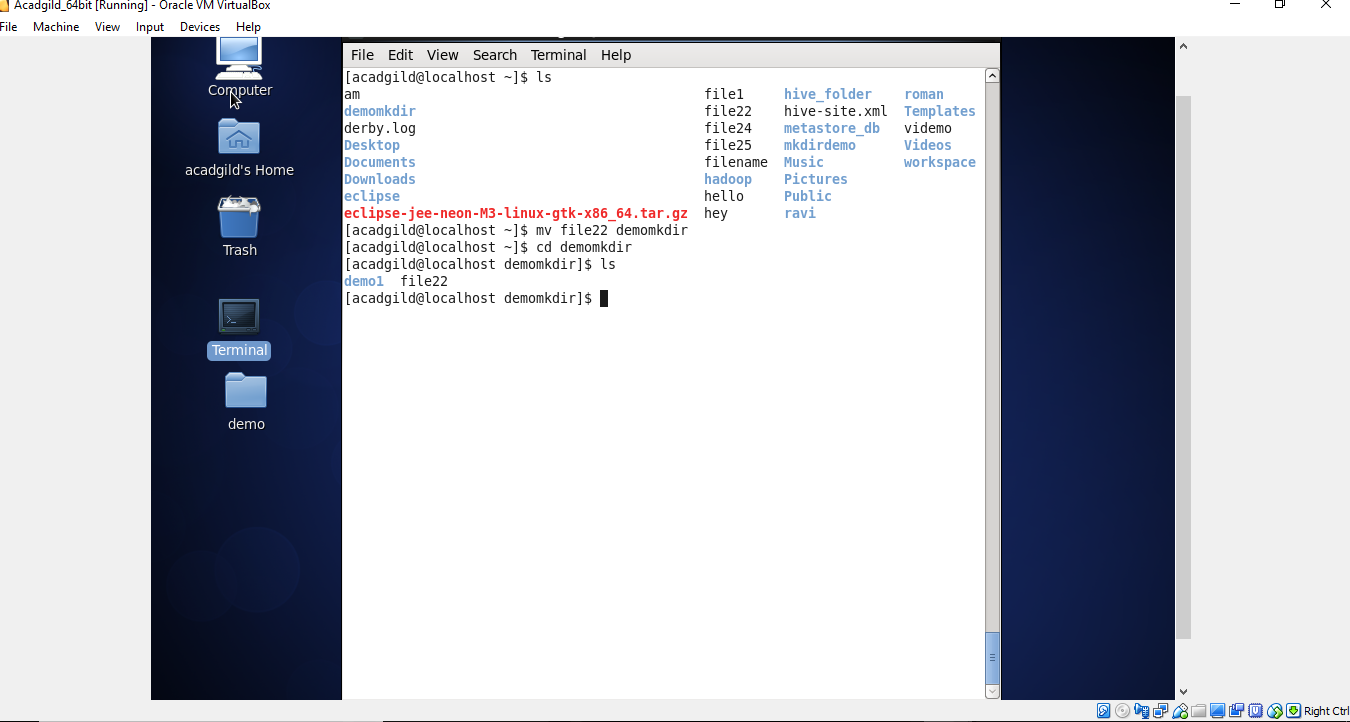 Acadgild_64bit [Running] - Oracle VM VirtualBox
File Machine View Input Devices Help
File Edit View Search Terminal Help
Computer
acadgild's Home
Trash
Terminal
demo
[acadgild@localhost ~]$ ls
am file1 hive_folder roman
demomkdir file22 hive-site.xml Templates
derby.log file24 metastore_db videmo
Desktop file25 mkdirdemo Videos
Documents filename Music workspace
Downloads hadoop Pictures
eclipse hello Public
eclipse-jee-neon-M3-linux-gtk-x86_64.tar.gz hey ravi
[acadgild@localhost ~]$ mv file22 demomkdir
[acadgild@localhost ~]$ cd demomkdir
[acadgild@localhost demomkdir]$ ls
demo1 file22
[acadgild@localhost demomkdir]$
Right Ctrl